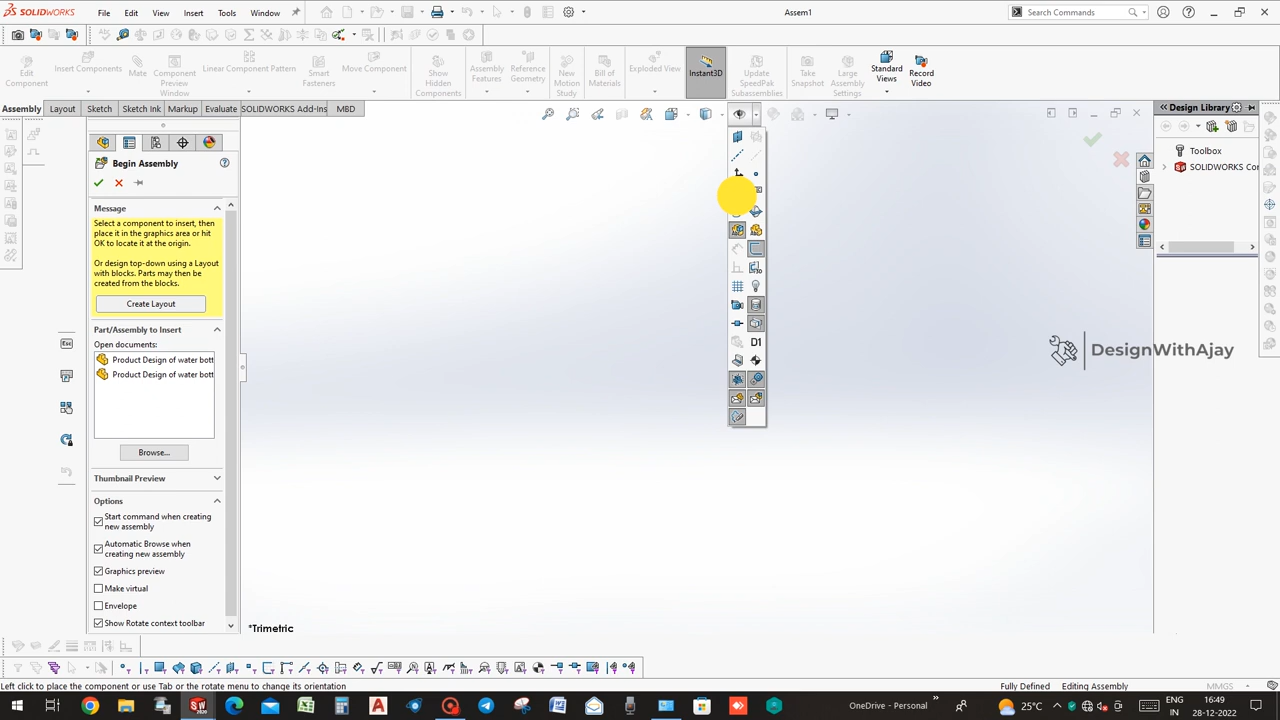 SOLIDWORKS
File Edit View Insert Tools Window
Assem1
Search Commands
Edit Component
Insert Components
Mate
Component Preview Window
Linear Component Pattern
Smart Fasteners
Move Component
Show Hidden Components
Assembly Features
Reference Geometry
New Motion Study
Bill of Materials
Exploded View
Instant3D
Update SpeedPak Subassemblies
Take Snapshot
Large Assembly Settings
Standard Views
Record Video
Assembly Layout Sketch Sketch Ink Markup Evaluate SOLIDWORKS Add-Ins MBD
Design Library
Toolbox
SOLIDWORKS Cor
Begin Assembly
Message
Select a component to insert, then
place it in the graphics area or hit
OK to locate it at the origin.
Or design top-down using a Layout
with blocks. Parts may then be
created from the blocks.
Create Layout
Part/Assembly to Insert
Open documents:
Product Design of water bott
Product Design of water bott
Browse...
Thumbnail Preview
Options
Start command when creating
new assembly
Automatic Browse when
creating new assembly
Graphics preview
Make virtual
Envelope
Show Rotate context toolbar
Esc
D1
DesignWithAjay
*Trimetric
Left click to place the component or use Tab or the rotate menu to change its orientation
Fully Defined Editing Assembly MMGS
OneDrive - Personal
25°C
ENG
IN
16:49
28-12-2022